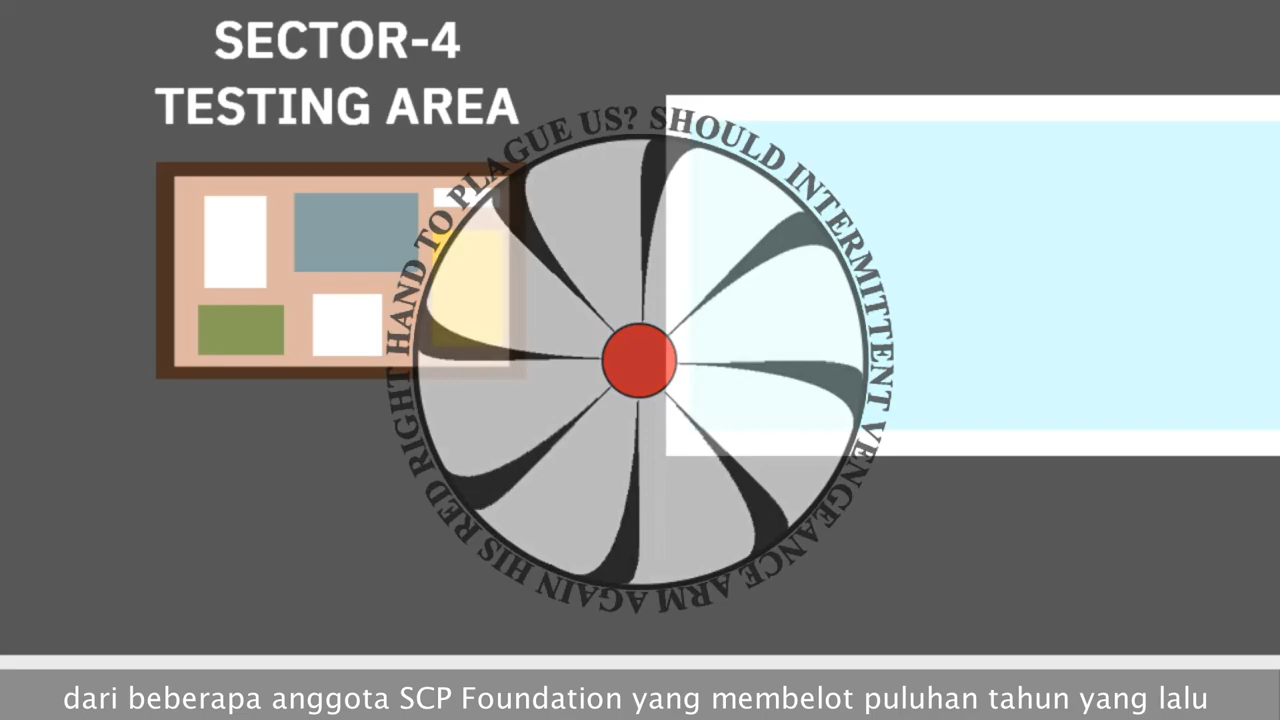 SECTOR-4
TESTING AREA
SHOULD INTERMITTENT VENGEANCE ARM AGAIN HIS RED RIGHT HAND TO PLAGUE US?
dari beberapa anggota SCP Foundation yang membelot puluhan tahun yang lalu